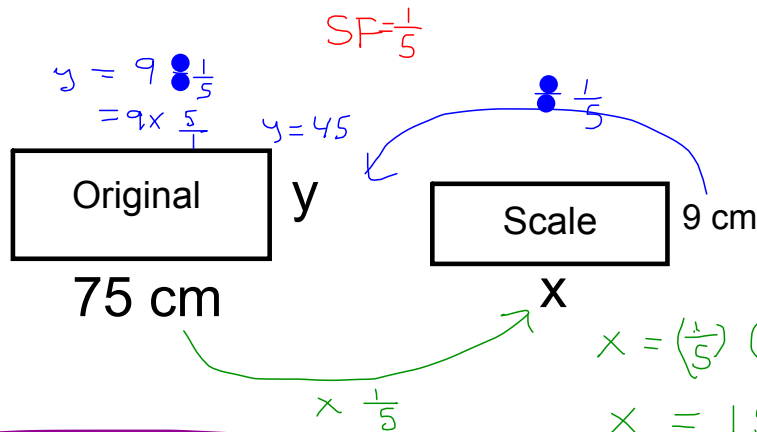 SF=1/5
y = 9 ÷ 1/5
= 9 x 5/1
y = 45
÷ 1/5
Original
y
75 cm
Scale
9 cm
x
x 1/5
x = (1/5) (
x = 15